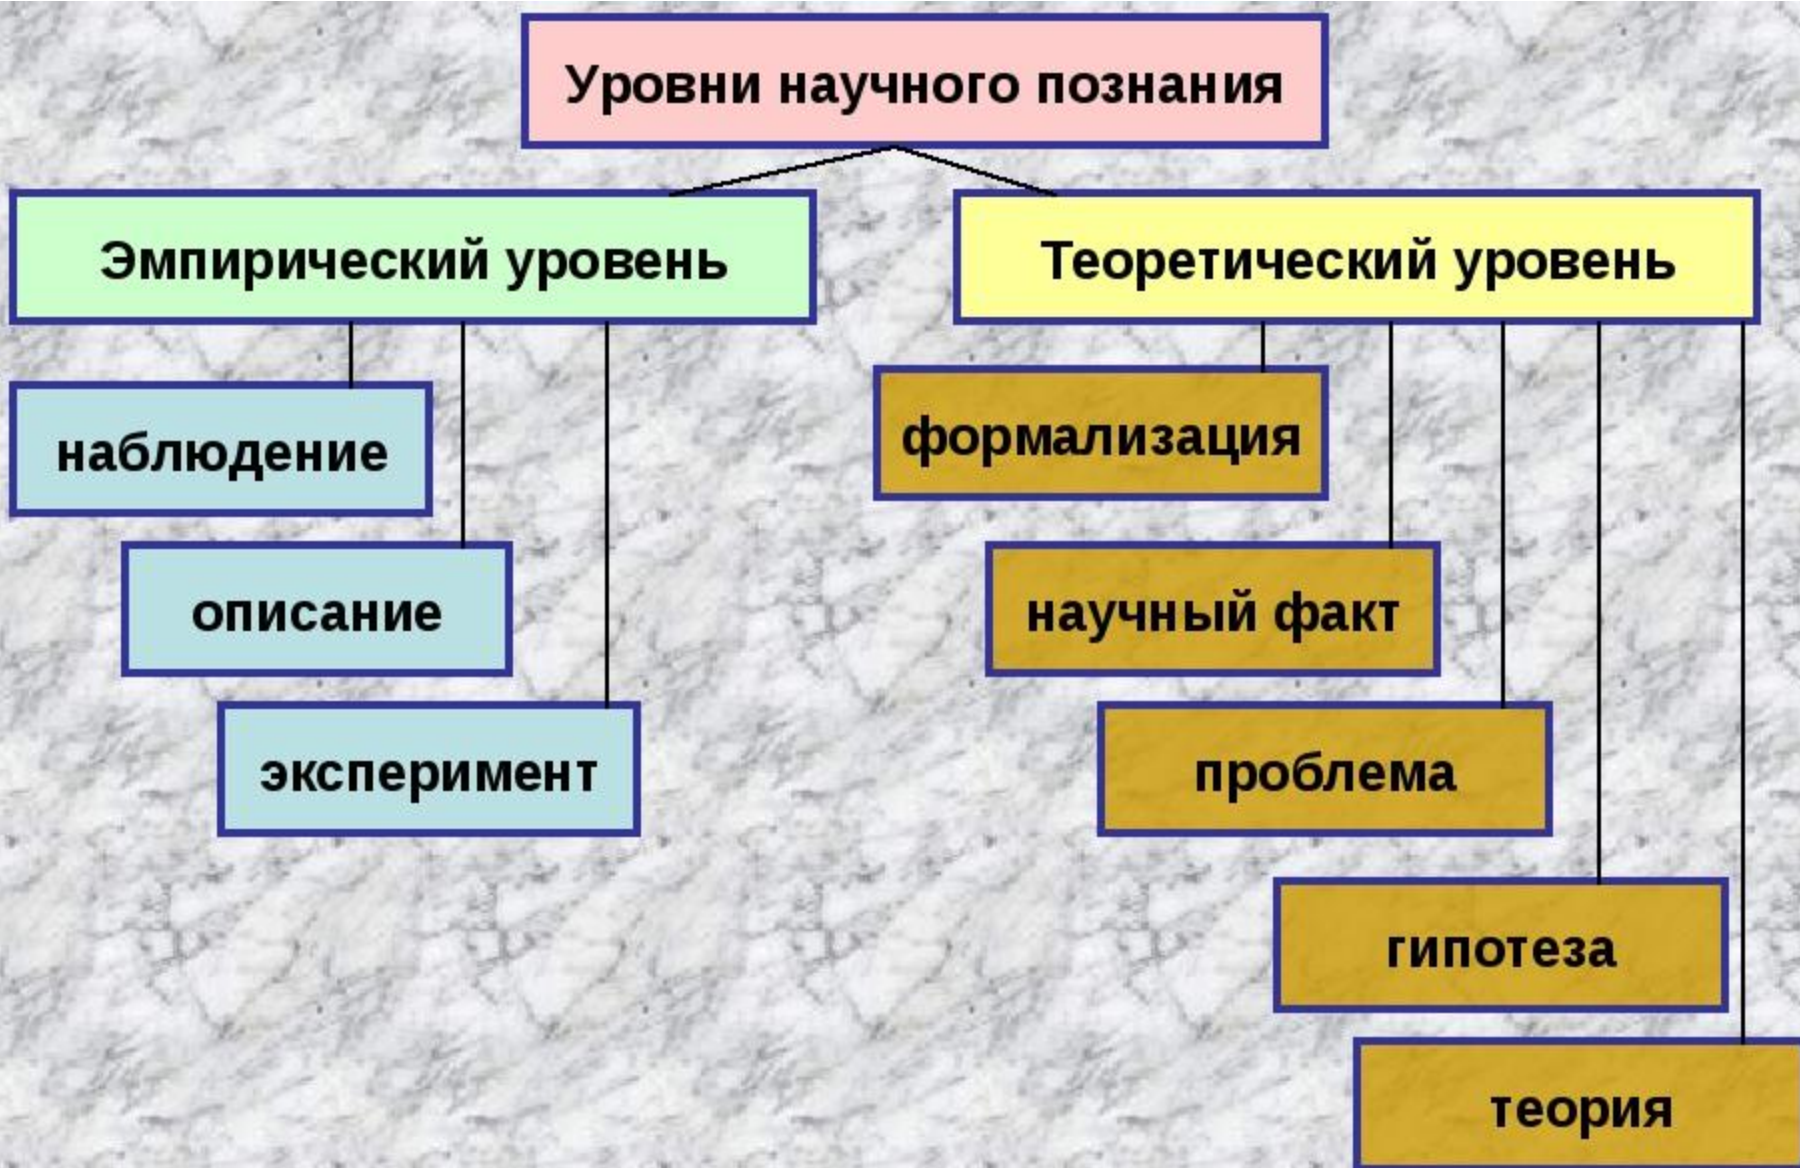 Уровни научного познания
Эмпирический уровень
Теоретический уровень
наблюдение
описание
эксперимент
формализация
научный факт
проблема
гипотеза
теория